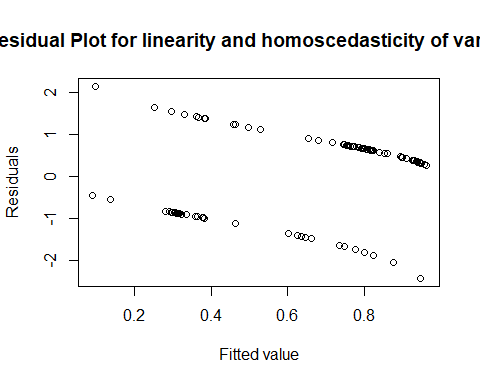 esidual Plot for linearity and homoscedasticity of var
2
1
0
-1
-2
Residuals
0.2 0.4 0.6 0.8
Fitted value